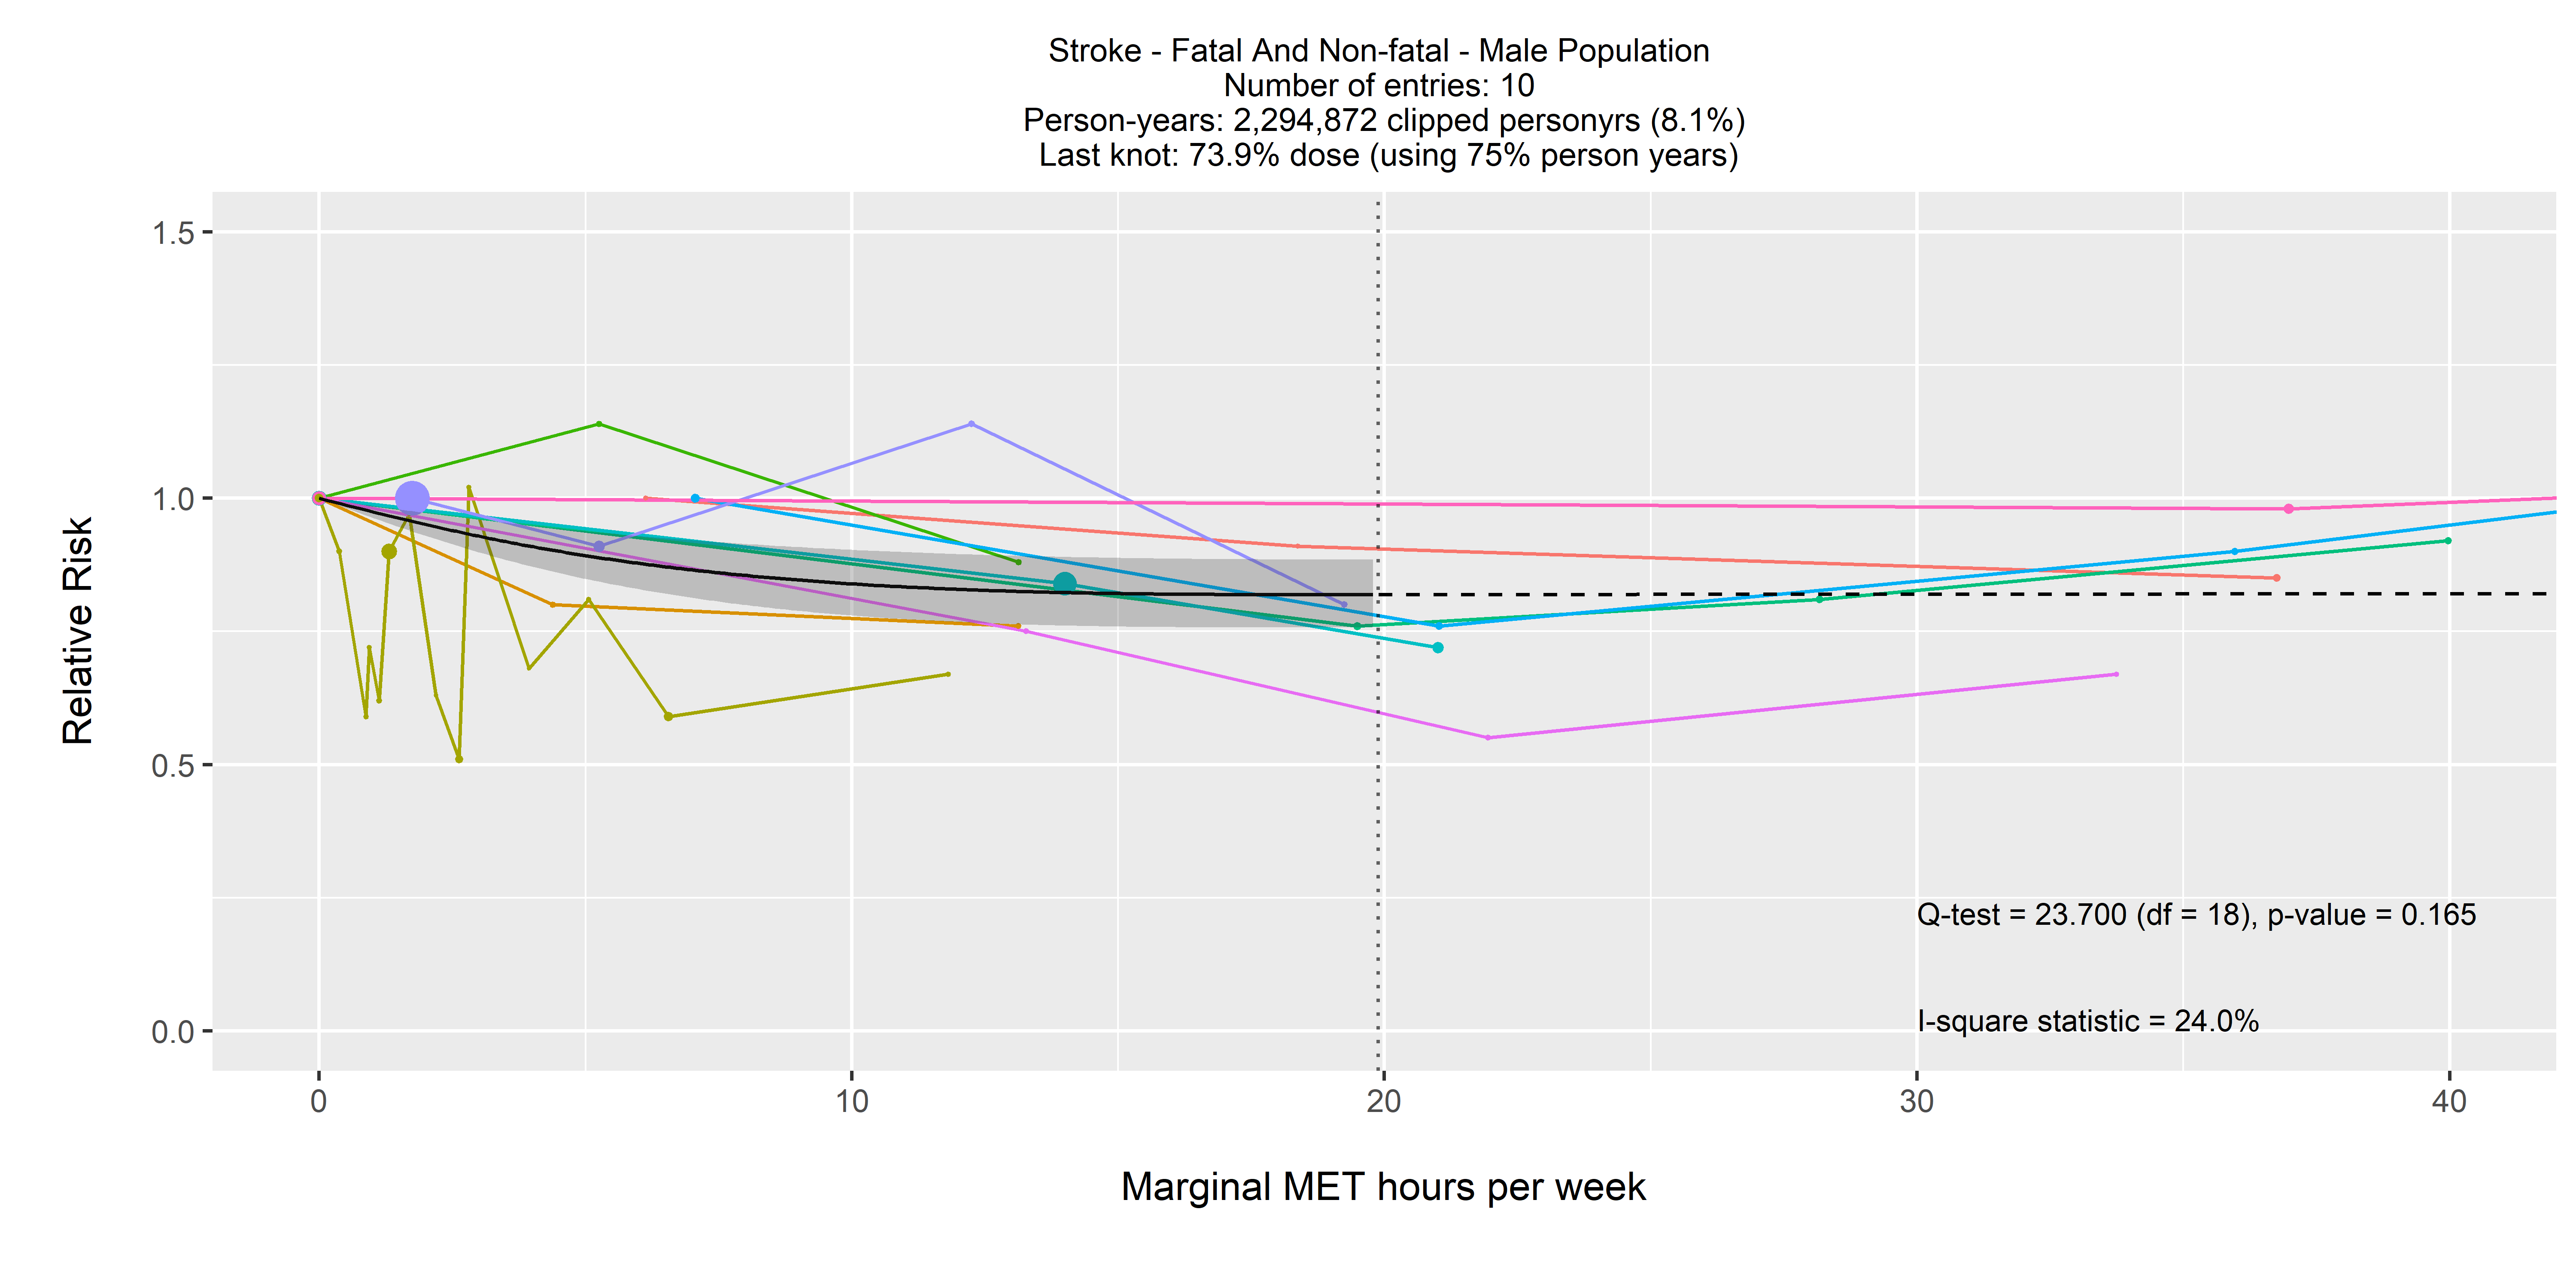 Stroke - Fatal And Non-fatal - Male Population
Number of entries: 10
Person-years: 2,294,872 clipped personyrs (8.1%)
Last knot: 73.9% dose (using 75% person years)
1.5
1.0
0.5
0.0
Relative Risk
Q-test = 23.700 (df = 18), p-value = 0.165
I-square statistic = 24.0%
0 10 20 30 40
Marginal MET hours per week